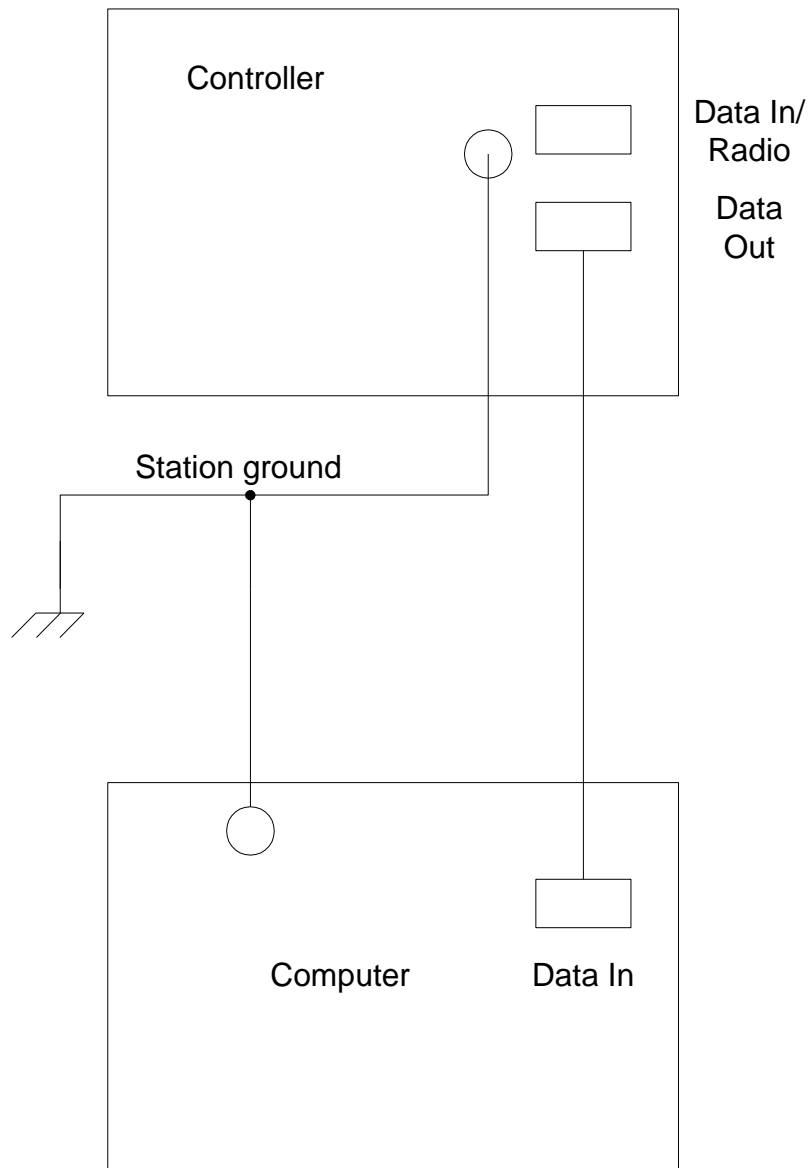 Controller
Data In/
Radio
Data
Out
Station ground
Computer
Data In